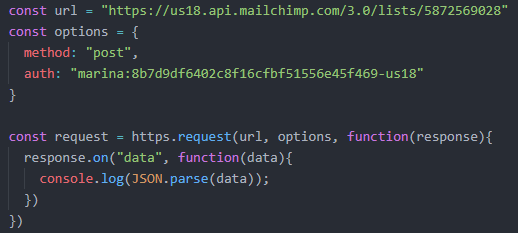 const url = "https://us18.api.mailchimp.com/3.0/lists/5872569028"
const options = {
method: "post",
auth: "marina:8b7d9df6402c8f16cfbf51556e45f469-us18"
}
const request = https.request(url, options, function(response){
response.on("data", function(data){
console.log(JSON.parse(data));
})
})